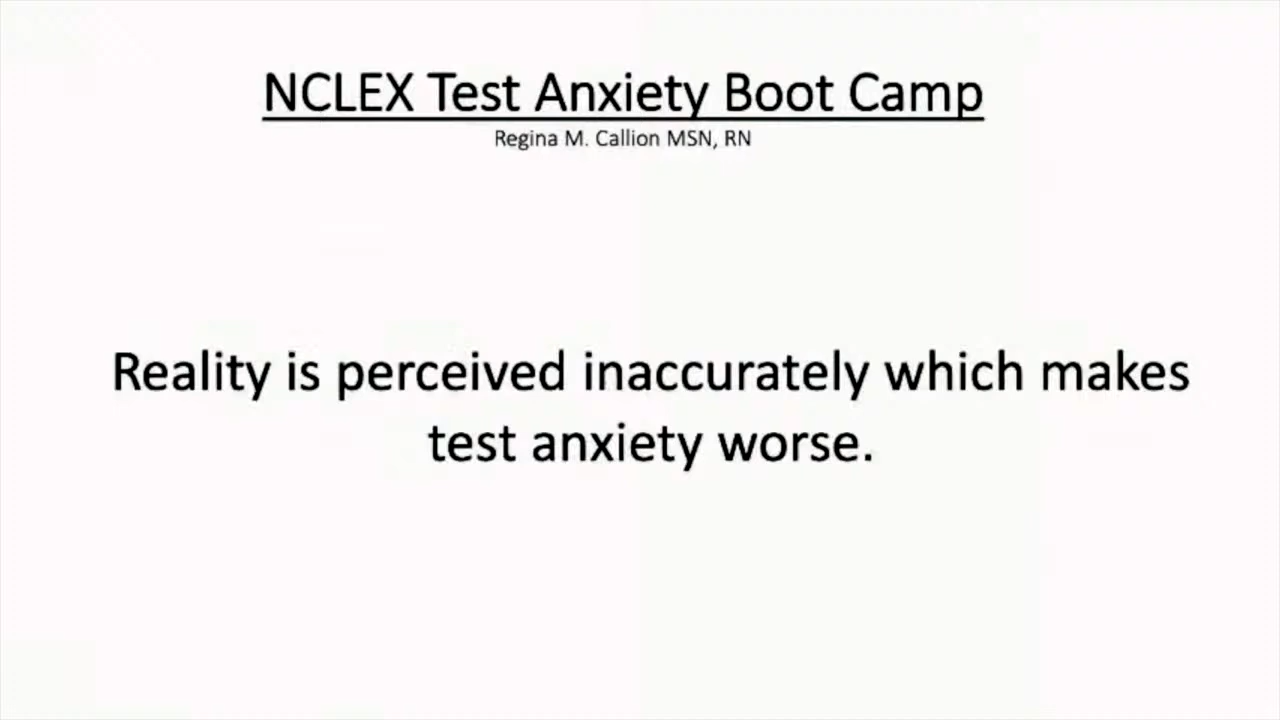 NCLEX Test Anxiety Boot Camp
Regina M. Callion MSN, RN
Reality is perceived inaccurately which makes
test anxiety worse.